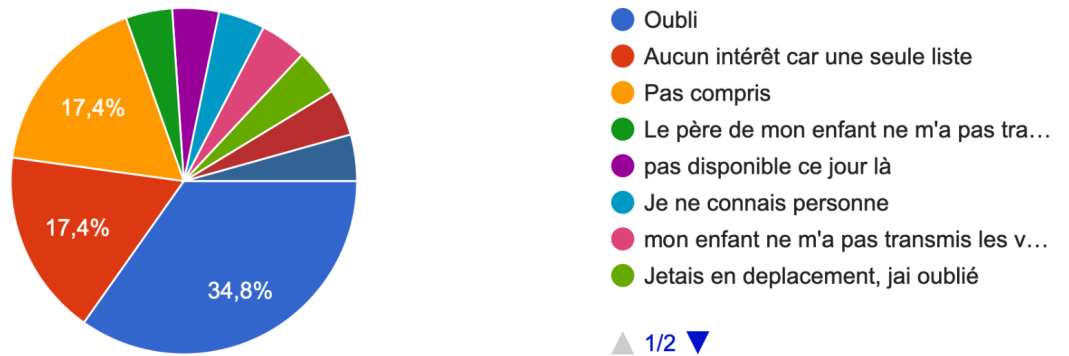 17,4%
17,4%
34,8%
Oubli
Aucun intérêt car une seule liste
Pas compris
Le père de mon enfant ne m'a pas tra…
pas disponible ce jour là
Je ne connais personne
mon enfant ne m'a pas transmis les v…
Jetais en deplacement, jai oublié
1/2